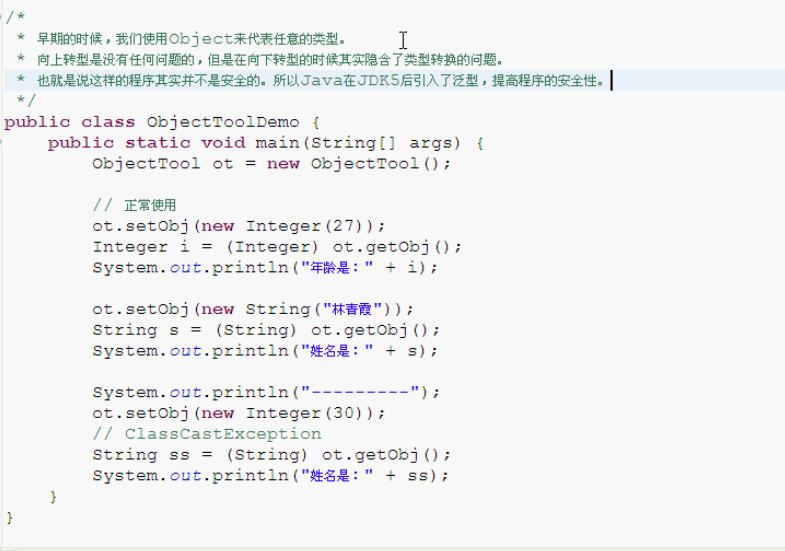 /*
 * 早期的时候，我们使用Object来代表任意的类型。
 * 向上转型是没有任何问题的，但是在向下转型的时候其实隐含了类型转换的问题。
 * 也就是说这样的程序其实并不是安全的。所以Java在JDK5后引入了泛型，提高程序的安全性。
 */
public class ObjectToolDemo {
    public static void main(String[] args) {
        ObjectTool ot = new ObjectTool();

        // 正常使用
        ot.setObj(new Integer(27));
        Integer i = (Integer) ot.getObj();
        System.out.println("年龄是：" + i);

        ot.setObj(new String("林青霞"));
        String s = (String) ot.getObj();
        System.out.println("姓名是：" + s);

        System.out.println("---------");
        ot.setObj(new Integer(30));
        // ClassCastException
        String ss = (String) ot.getObj();
        System.out.println("姓名是：" + ss);
    }
}